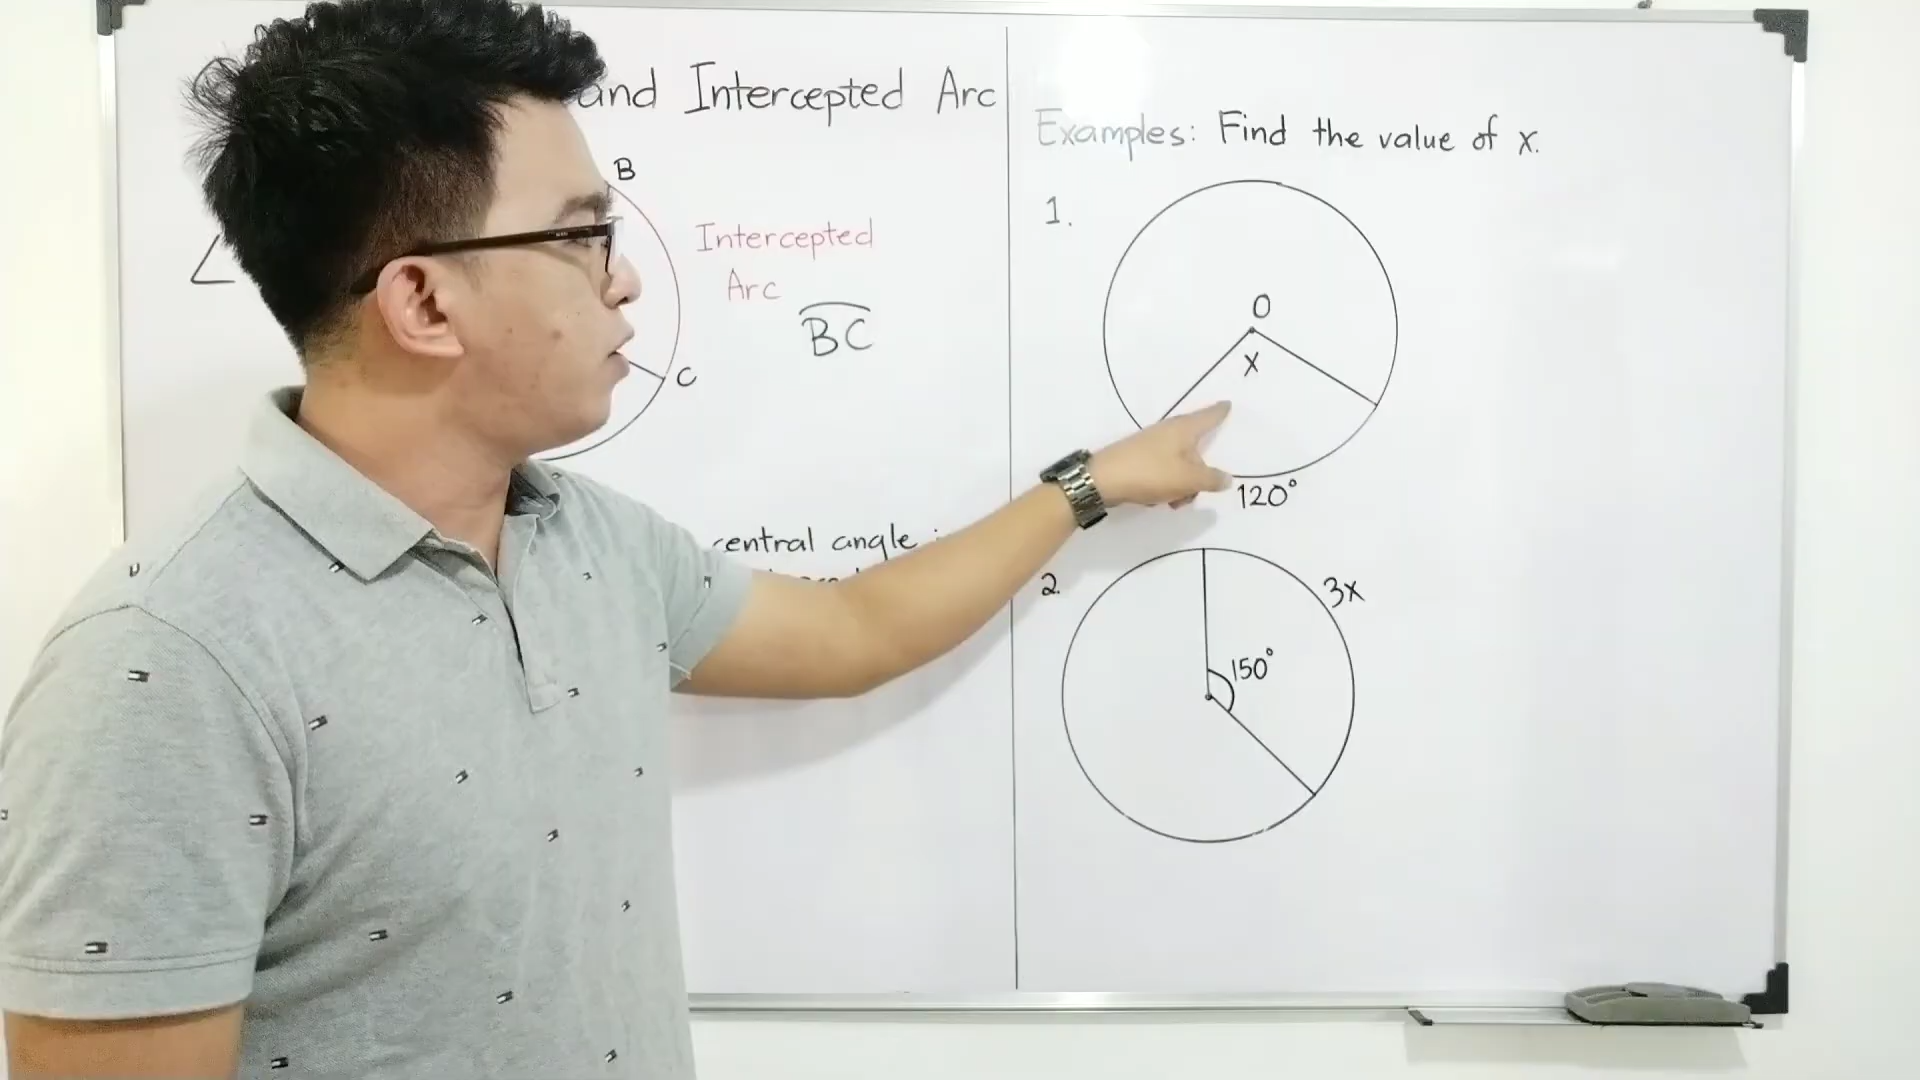 and Intercepted Arc
B
Intercepted
Arc
BC
C
central angle
Examples: Find the value of x.
1.
O
x
120°
2.
3x
150°